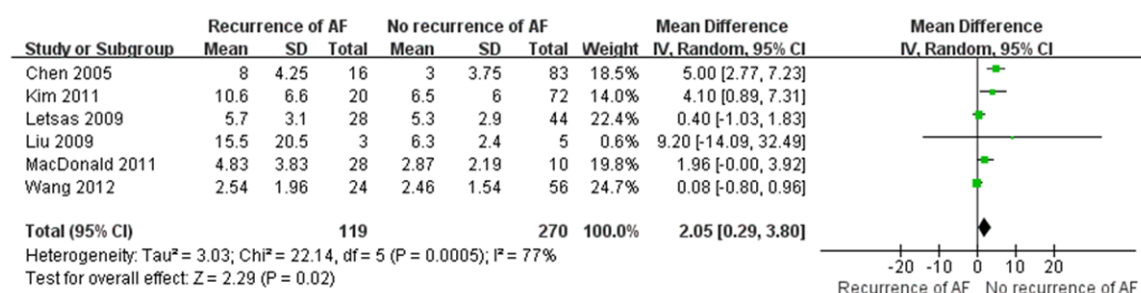 Recurrence of AF No recurrence of AF Mean Difference Mean Difference
Study or Subgroup Mean SD Total Mean SD Total Weight IV, Random, 95% CI IV, Random, 95% CI
Chen 2005 8 4.25 16 3 3.75 83 18.5% 5.00 [2.77, 7.23]
Kim 2011 10.6 6.6 20 6.5 6 72 14.0% 4.10 [0.89, 7.31]
Letsas 2009 5.7 3.1 28 5.3 2.9 44 22.4% 0.40 [-1.03, 1.83]
Liu 2009 15.5 20.5 3 6.3 2.4 5 0.6% 9.20 [-14.09, 32.49]
MacDonald 2011 4.83 3.83 28 2.87 2.19 10 19.8% 1.96 [-0.00, 3.92]
Wang 2012 2.54 1.96 24 2.46 1.54 56 24.7% 0.08 [-0.80, 0.96]
Total (95% CI) 119 270 100.0% 2.05 [0.29, 3.80]
Heterogeneity: Tau² = 3.03; Chi² = 22.14, df = 5 (P = 0.0005); I² = 77%
Test for overall effect: Z = 2.29 (P = 0.02)
-20 -10 0 10 20
Recurrence of AF No recurrence of AF